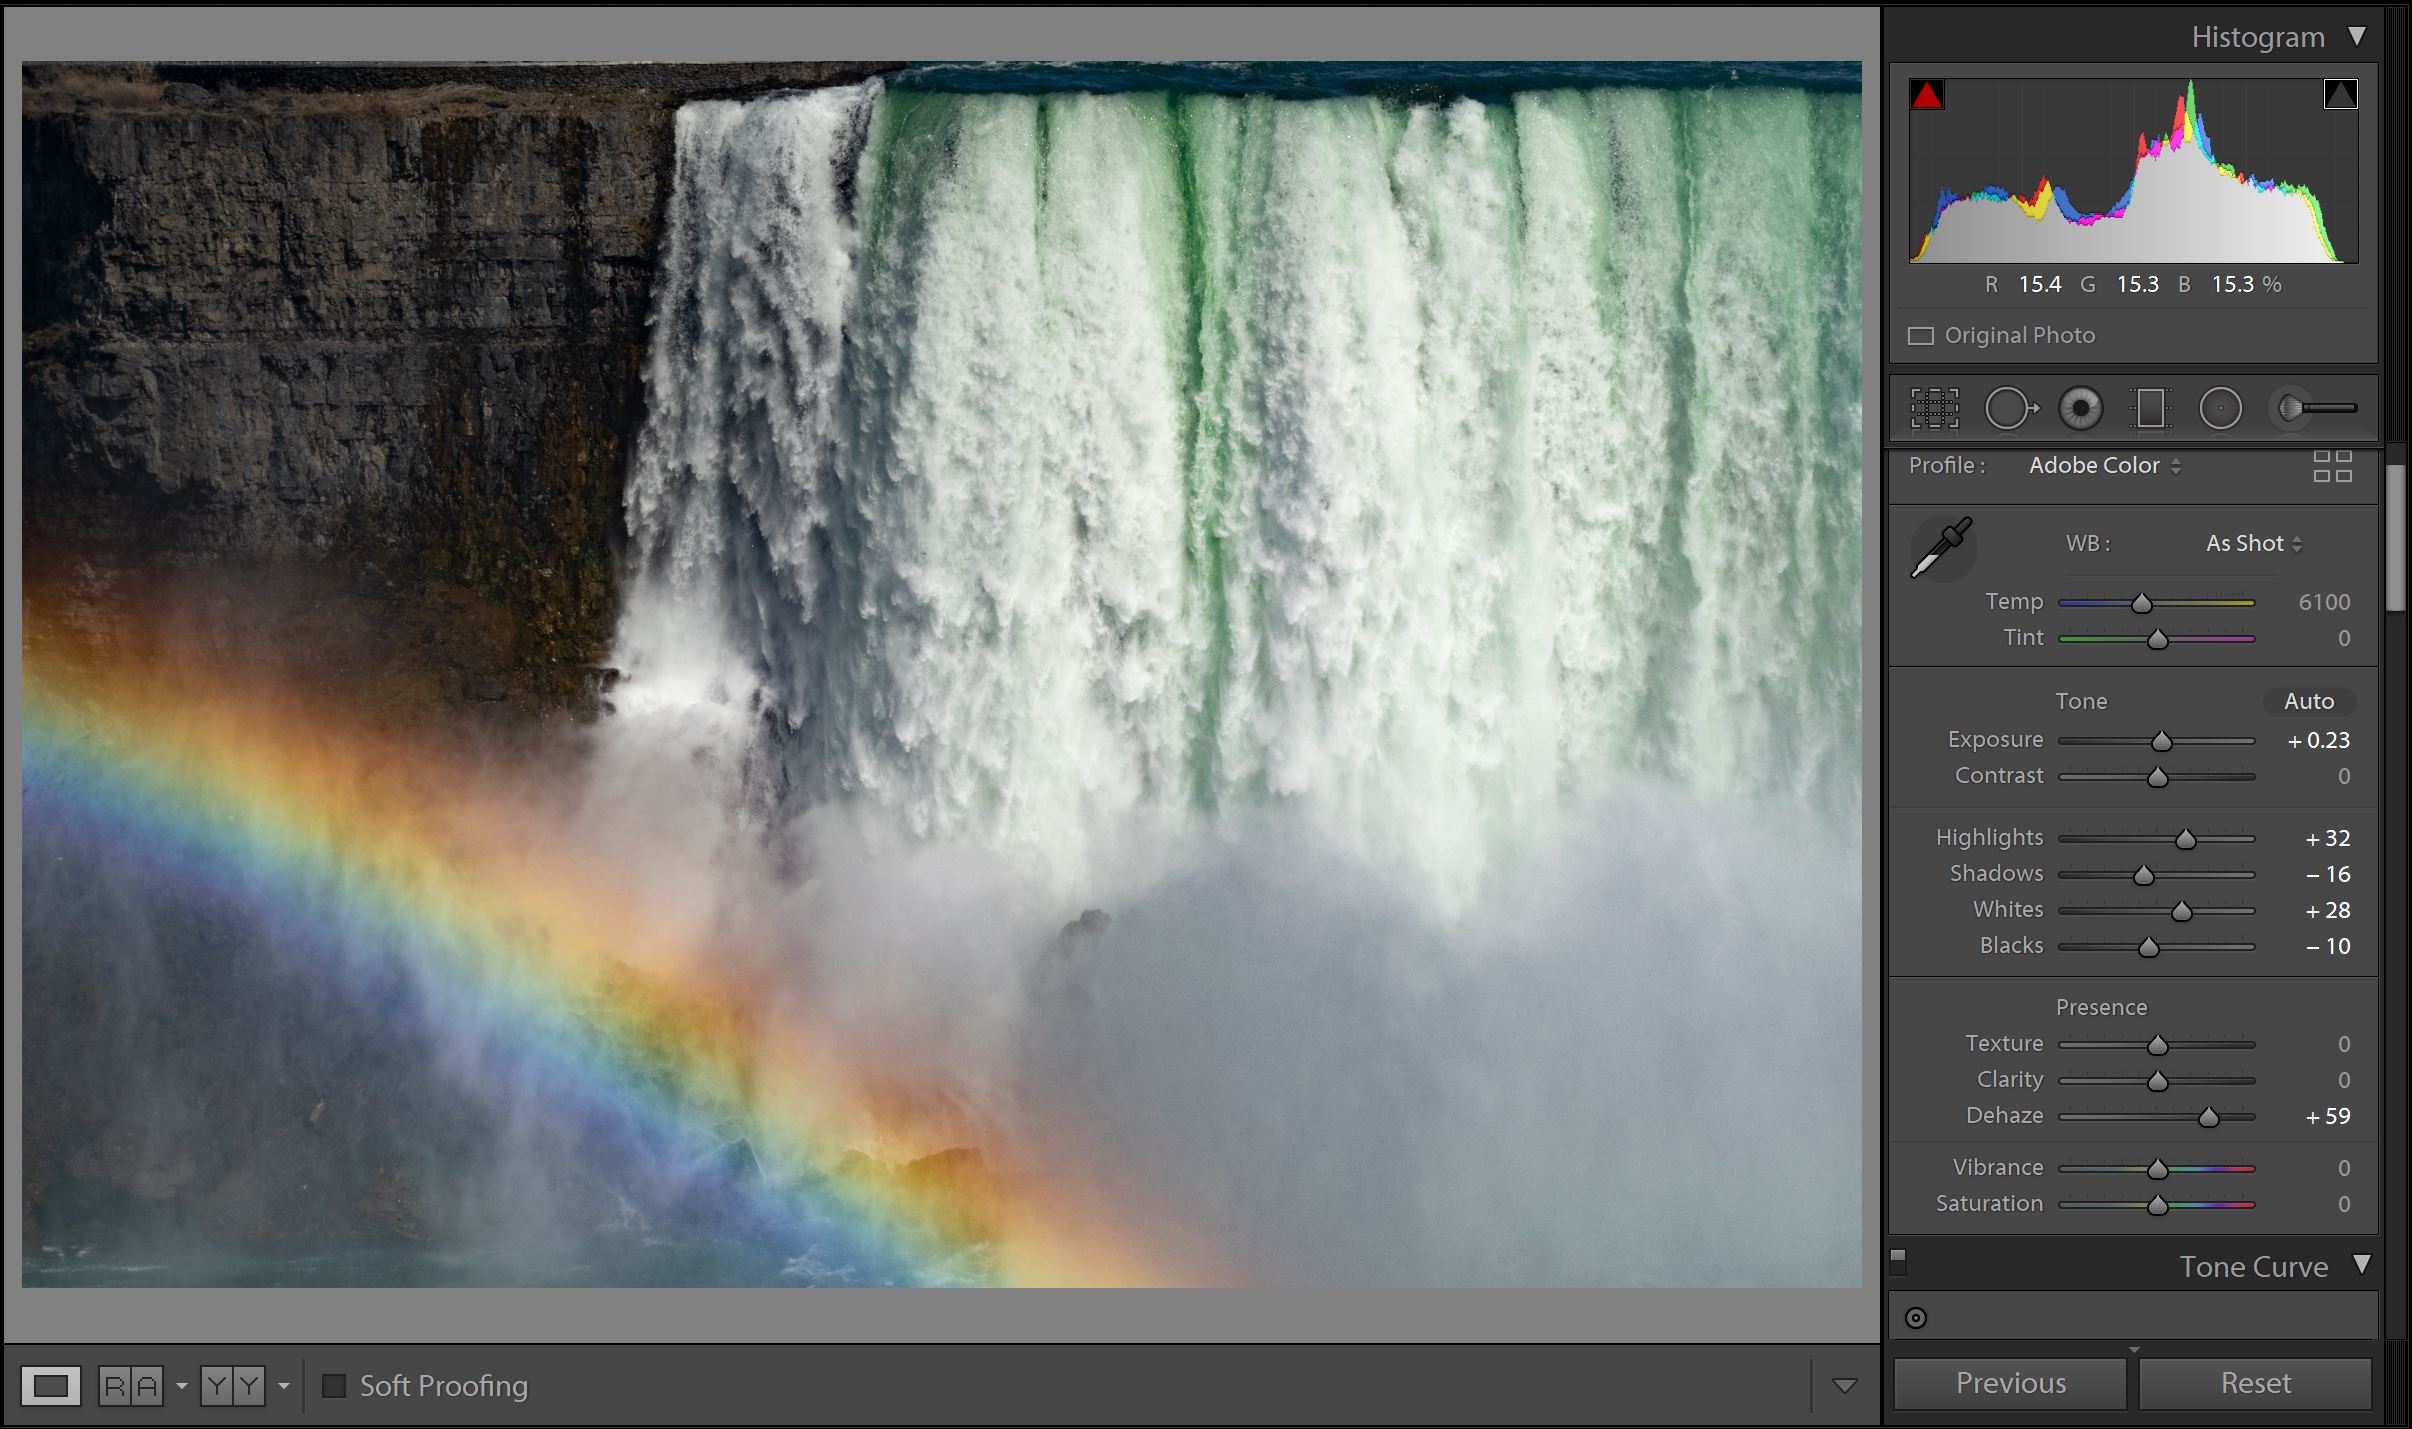 Histogram
R 15.4 G 15.3 B 15.3 %
Original Photo
Profile : Adobe Color
WB : As Shot
Temp 6100
Tint 0
Tone Auto
Exposure + 0.23
Contrast 0
Highlights + 32
Shadows − 16
Whites + 28
Blacks − 10
Presence
Texture 0
Clarity 0
Dehaze + 59
Vibrance 0
Saturation 0
Tone Curve
R A Y Y Soft Proofing
Previous Reset